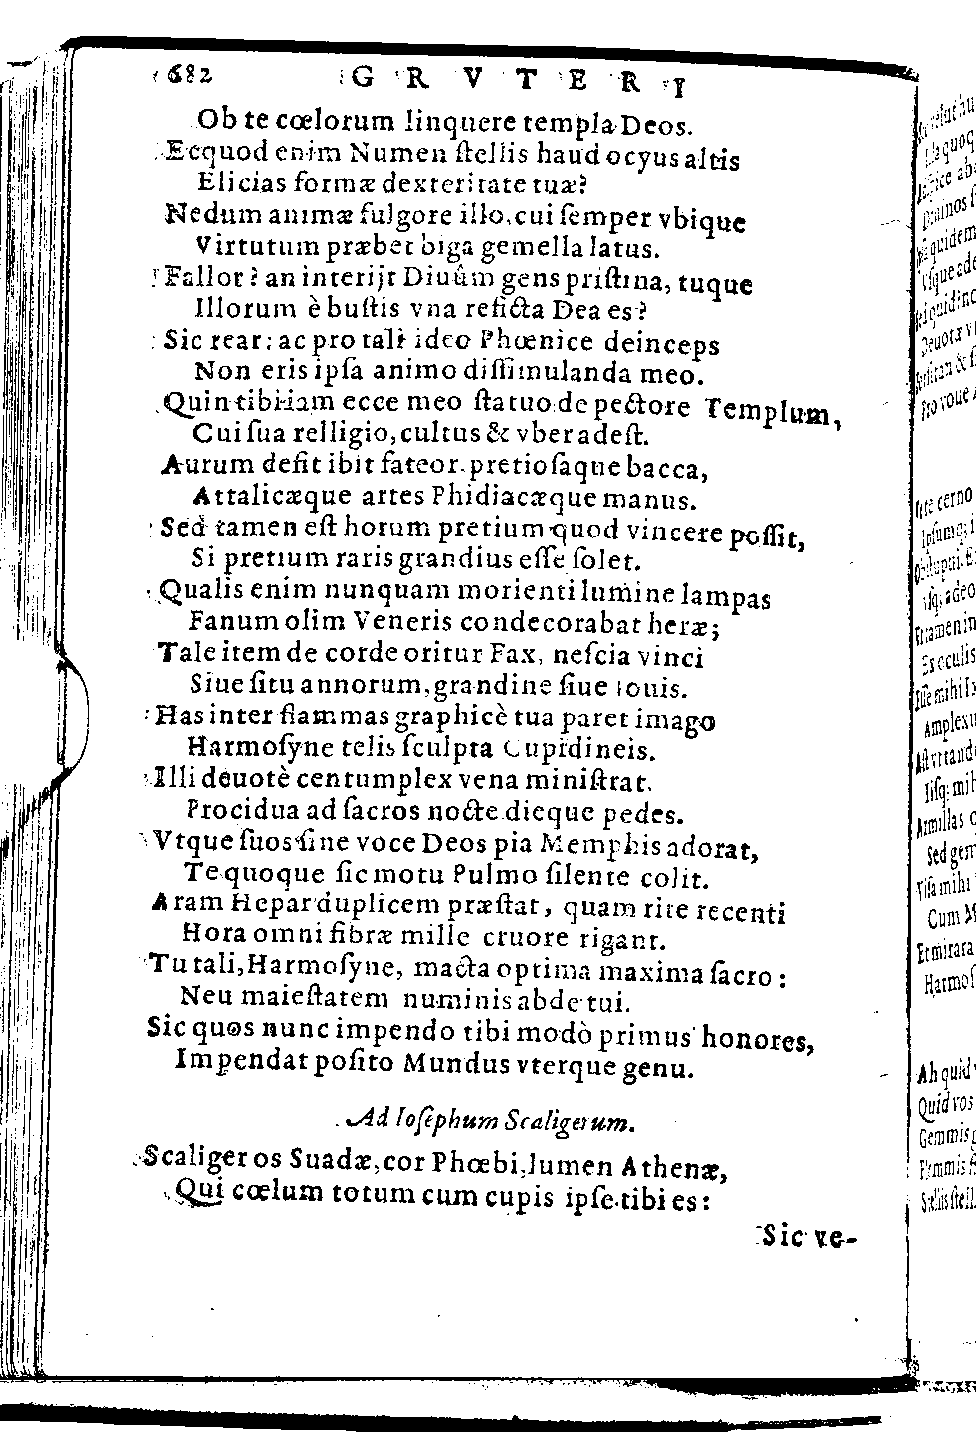 682 GRVTERI
Ob te cœlorum linquere templa Deos.
Ecquod enim Numen ſtellis haud ocyus altis
Elicias formæ dexteritate tuæ?
Nedum animæ fulgore illo, cui ſemper vbique
Virtutum præbet biga gemella latus.
Fallor? an interijt Diuûm gens priſtina, tuque
Illorum è buſtis vna refìcta Dea es?
Sic rear: ac pro tali ideo Phœnice deinceps
Non eris ipſa animo diſſimulanda meo.
Quin tibi iam ecce meo ſtatuo de pectore Templum,
Cui ſua relligio, cultus & vber adeſt.
Aurum deſit ibit fateor. pretioſaque bacca,
Attalicæque artes Phidiacæque manus.
Sed tamen eſt horum pretium quod vincere poſſit,
Si pretium raris grandius eſſe ſolet.
Qualis enim nunquam morienti lumine lampas
Fanum olim Veneris condecorabat heræ;
Tale item de corde oritur Fax, neſcia vinci
Siue ſitu annorum, grandine ſiue Iouis.
Has inter flammas graphicè tua paret imago
Harmoſyne telis ſculpta Cupidineis.
Illi deuotè centumplex vena miniſtrat.
Procidua ad ſacros nocte dieque pedes.
Vtque ſuos ſine voce Deos pia Memphis adorat,
Te quoque ſic motu Pulmo ſilente colit.
Aram Hepar duplicem præſtat, quam rite recenti
Hora omni fibræ mille cruore rigant.
Tu tali, Harmoſyne, macta optima maxima ſacro:
Neu maieſtatem numinis abde tui.
Sic quos nunc impendo tibi modò primus honores,
Impendat poſito Mundus vterque genu.
Ad Ioſephum Scaligerum.
Scaliger os Suadæ, cor Phœbi, lumen Athenæ,
Qui cœlum totum cum cupis ipſe tibi es:
Sic ve-